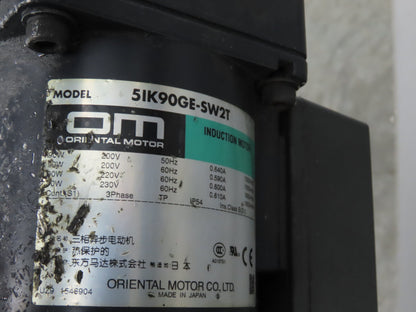 MODEL 5IK90GE-SW2T
OM
ORIENTAL MOTOR
INDUCTION MOTOR
200V 50Hz 0.640A
200V 60Hz 0.590A
220V 60Hz 0.600A
230V 60Hz 0.610A
3Phase TP IP54
三相异步电动机
热保护的
东方马达株式会社 日本
ORIENTAL MOTOR CO.,LTD.
MADE IN JAPAN